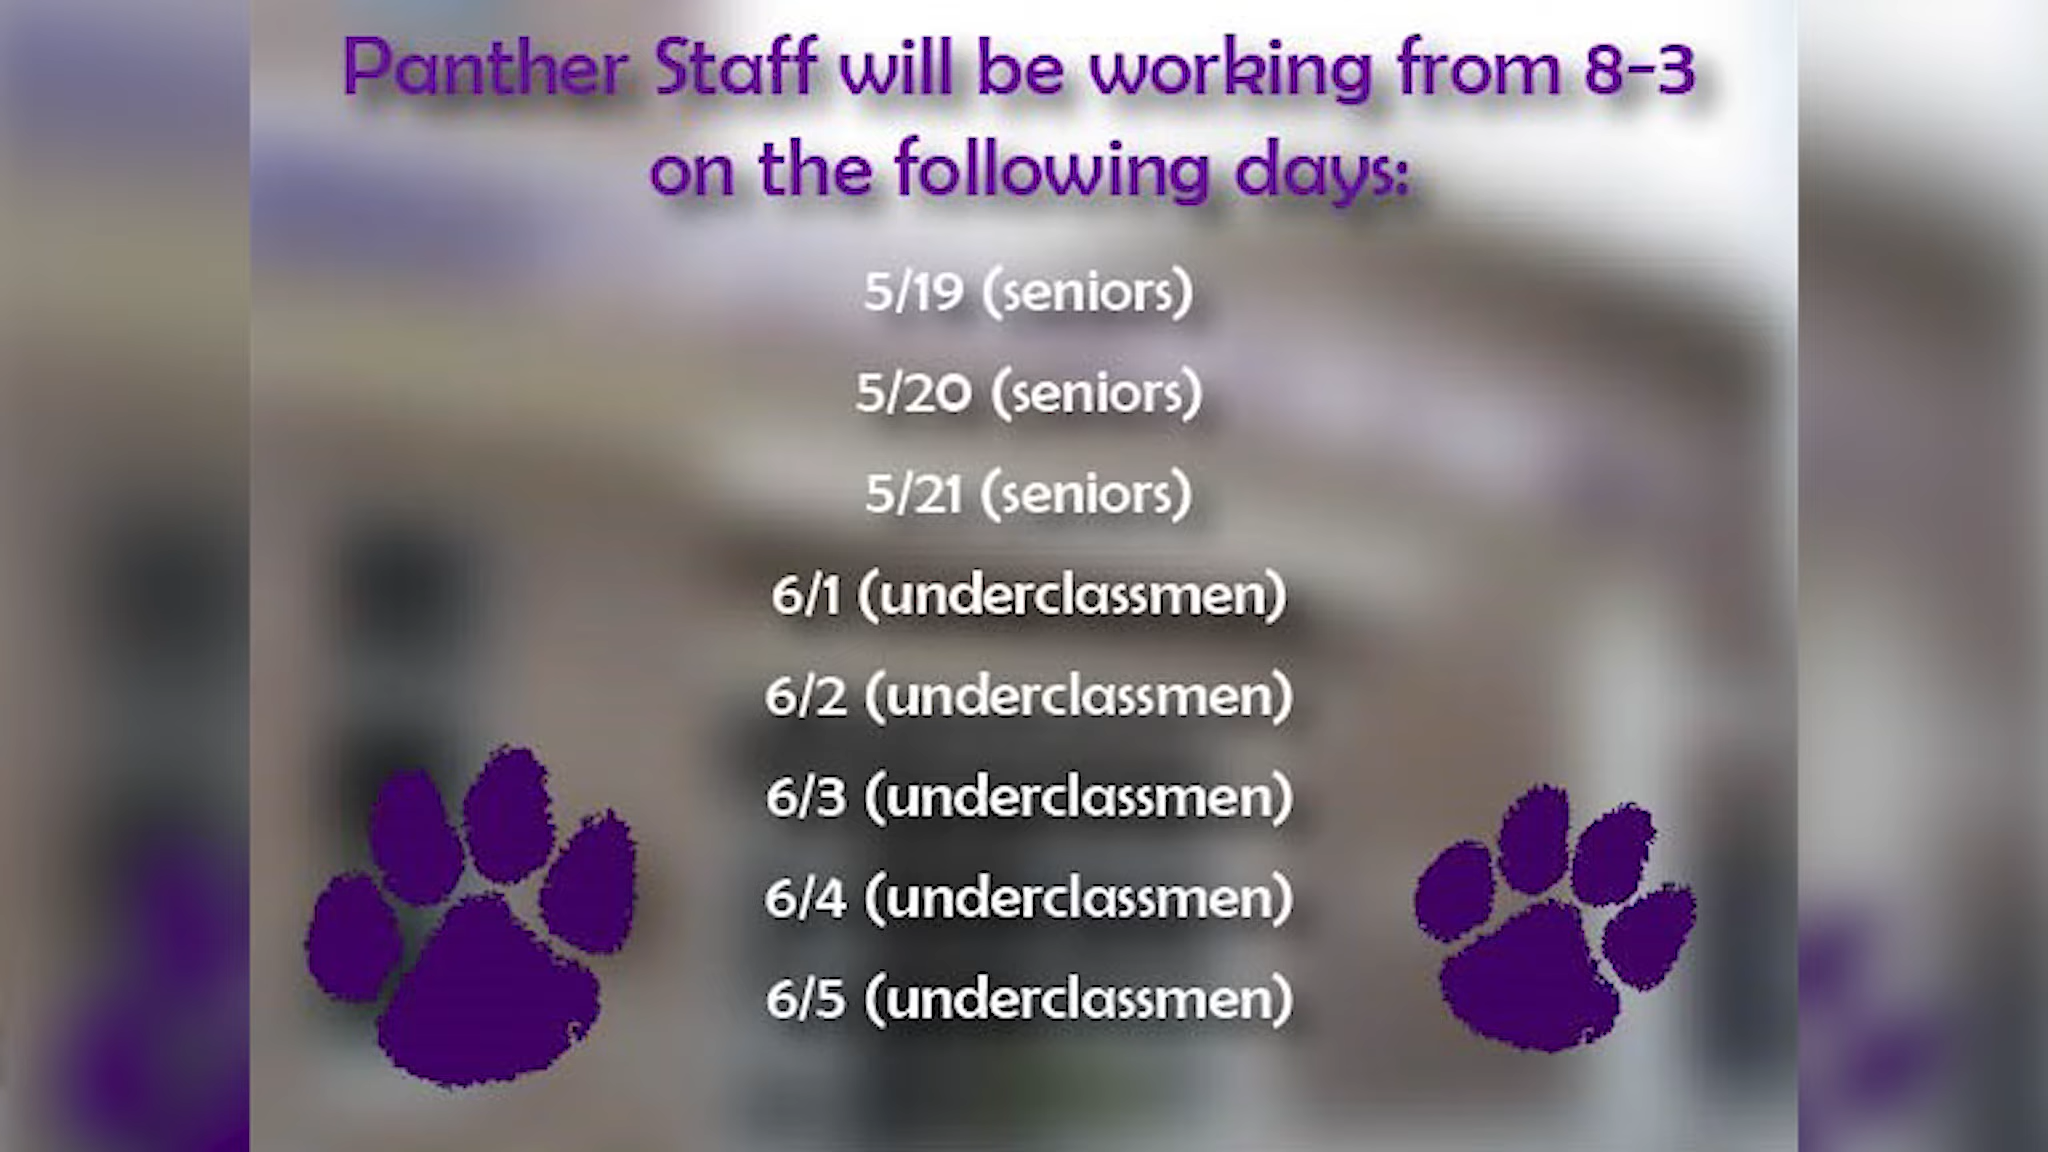 Panther Staff will be working from 8-3
on the following days:
5/19 (seniors)
5/20 (seniors)
5/21 (seniors)
6/1 (underclassmen)
6/2 (underclassmen)
6/3 (underclassmen)
6/4 (underclassmen)
6/5 (underclassmen)